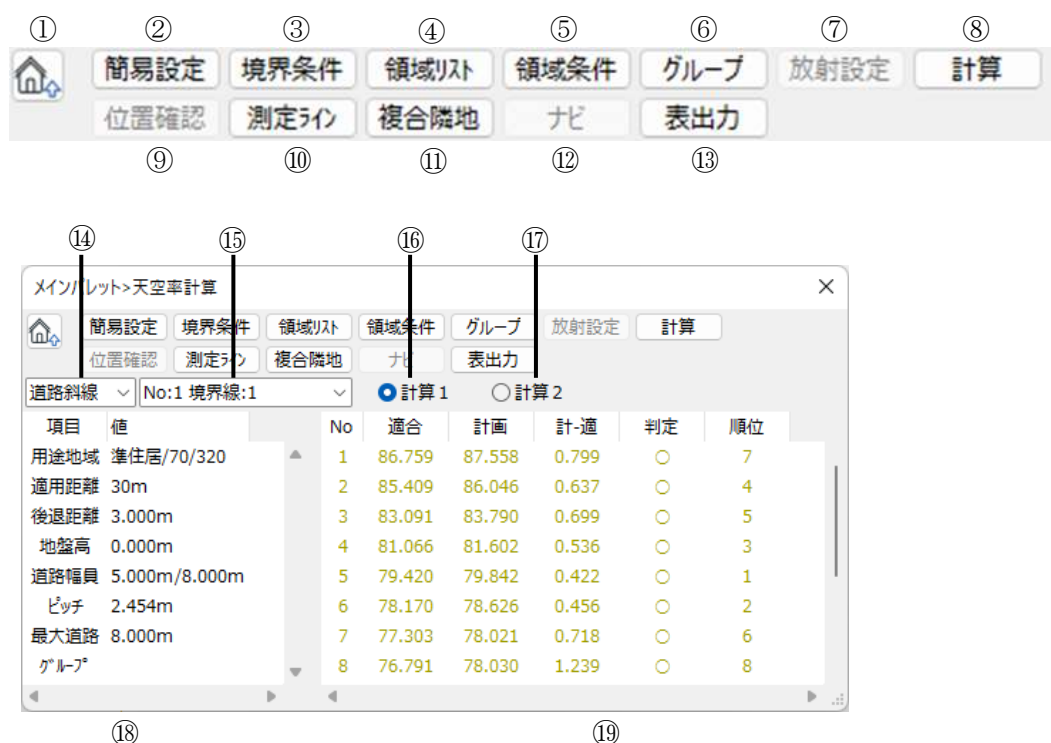 ① ② ③ ④ ⑤ ⑥ ⑦ ⑧
簡易設定 境界条件 領域ﾘｽﾄ 領域条件 グループ 放射設定 計算
位置確認 測定ﾗｲﾝ 複合隣地 ナビ 表出力
⑨ ⑩ ⑪ ⑫ ⑬
⑭ ⑮ ⑯ ⑰
メインパレット>天空率計算
簡易設定 境界条件 領域ﾘｽﾄ 領域条件 グループ 放射設定 計算
位置確認 測定ﾗｲﾝ 複合隣地 ナビ 表出力
道路斜線 No:1 境界線:1 計算1 計算2
項目 値 No 適合 計画 計-適 判定 順位
用途地域 準住居/70/320 1 86.759 87.558 0.799 ○ 7
適用距離 30m 2 85.409 86.046 0.637 ○ 4
後退距離 3.000m 3 83.091 83.790 0.699 ○ 5
地盤高 0.000m 4 81.066 81.602 0.536 ○ 3
道路幅員 5.000m/8.000m 5 79.420 79.842 0.422 ○ 1
ピッチ 2.454m 6 78.170 78.626 0.456 ○ 2
最大道路 8.000m 7 77.303 78.021 0.718 ○ 6
ｸﾞﾙｰﾌﾟ 8 76.791 78.030 1.239 ○ 8
⑱ ⑲